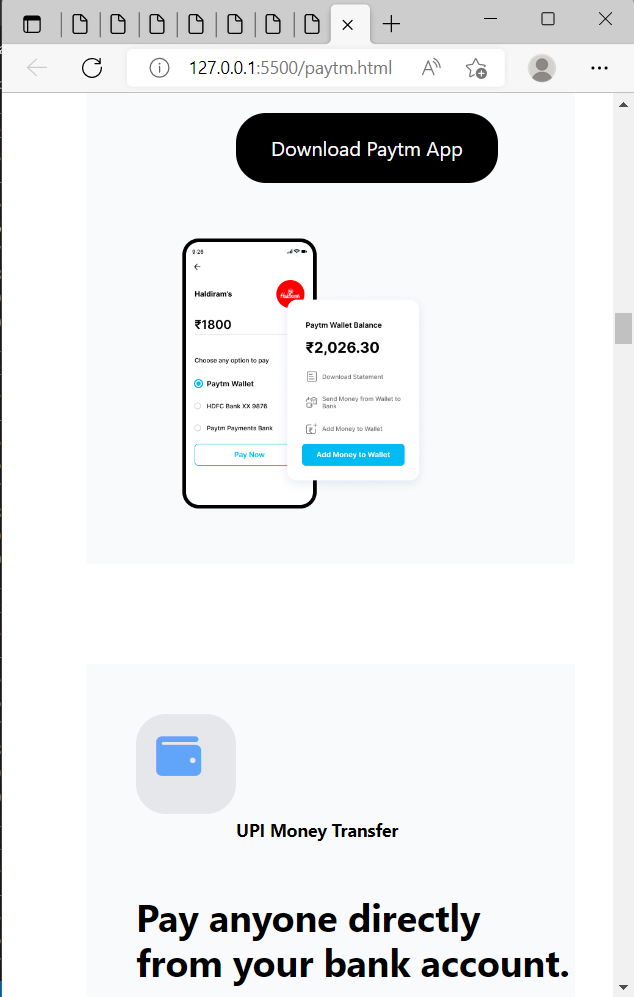 127.0.0.1:5500/paytm.html
Download Paytm App
9:26
Haldiram's
Haldiram's
₹1800
Choose any option to pay
Paytm Wallet
HDFC Bank XX 9876
Paytm Payments Bank
Pay Now
Paytm Wallet Balance
₹2,026.30
Download Statement
Send Money from Wallet to
Bank
Add Money to Wallet
Add Money to Wallet
UPI Money Transfer
Pay anyone directly
from your bank account.